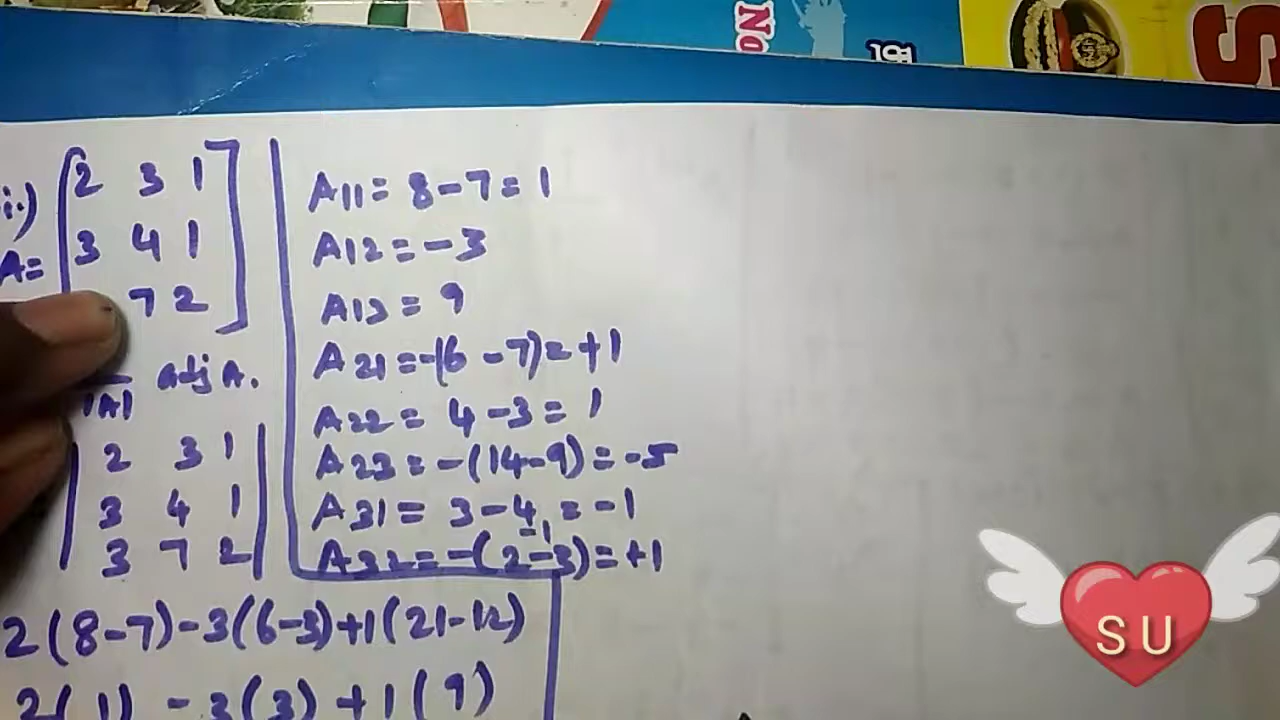 No
S
i.)
A= [2 3 1
3 4 1
7 2]
|A| adj A.
2 3 1
3 4 1
3 7 2
2(8-7)-3(6-3)+1(21-12)
2(1) - 3(3) + 1(9)
A11 = 8-7 = 1
A12 = -3
A13 = 9
A21 = -(6-7) = +1
A22 = 4-3 = 1
A23 = -(14-9) = -5
A31 = 3-4 = -1
-1
A32 = -(2-3) = +1
SU